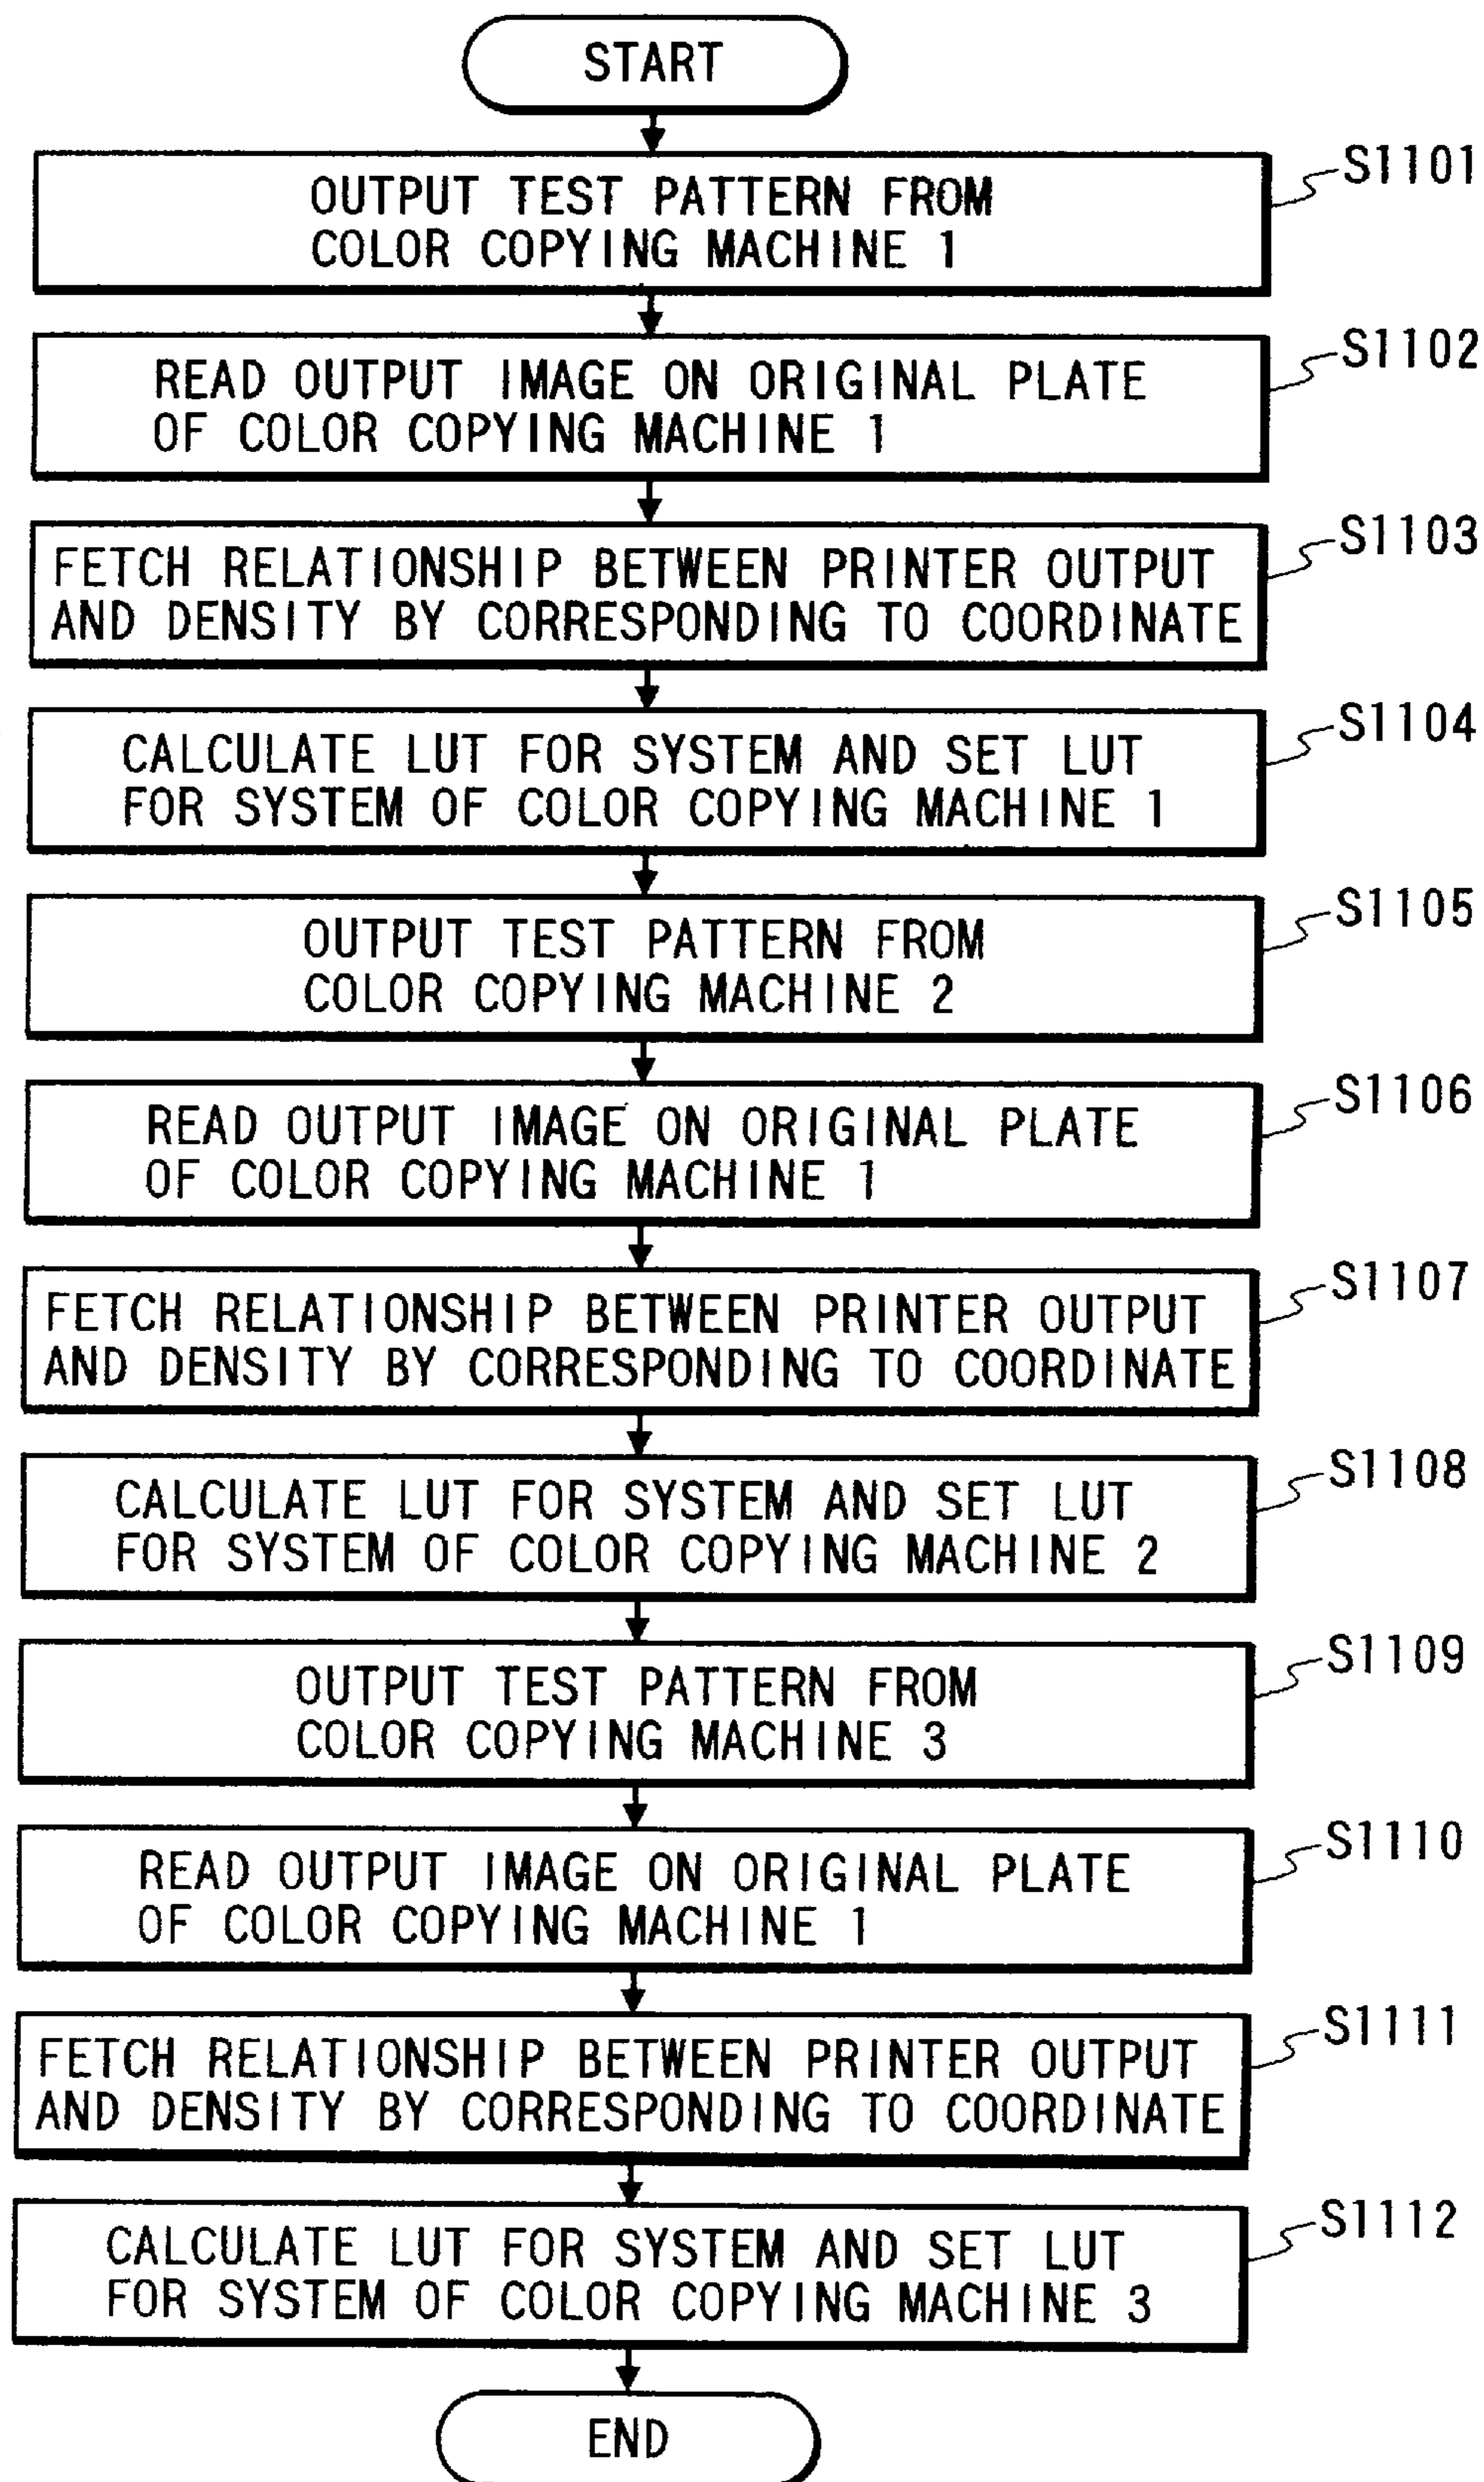 START
OUTPUT TEST PATTERN FROM
COLOR COPYING MACHINE 1
S1101
READ OUTPUT IMAGE ON ORIGINAL PLATE
OF COLOR COPYING MACHINE 1
S1102
FETCH RELATIONSHIP BETWEEN PRINTER OUTPUT
AND DENSITY BY CORRESPONDING TO COORDINATE
S1103
CALCULATE LUT FOR SYSTEM AND SET LUT
FOR SYSTEM OF COLOR COPYING MACHINE 1
S1104
OUTPUT TEST PATTERN FROM
COLOR COPYING MACHINE 2
S1105
READ OUTPUT IMAGE ON ORIGINAL PLATE
OF COLOR COPYING MACHINE 1
S1106
FETCH RELATIONSHIP BETWEEN PRINTER OUTPUT
AND DENSITY BY CORRESPONDING TO COORDINATE
S1107
CALCULATE LUT FOR SYSTEM AND SET LUT
FOR SYSTEM OF COLOR COPYING MACHINE 2
S1108
OUTPUT TEST PATTERN FROM
COLOR COPYING MACHINE 3
S1109
READ OUTPUT IMAGE ON ORIGINAL PLATE
OF COLOR COPYING MACHINE 1
S1110
FETCH RELATIONSHIP BETWEEN PRINTER OUTPUT
AND DENSITY BY CORRESPONDING TO COORDINATE
S1111
CALCULATE LUT FOR SYSTEM AND SET LUT
FOR SYSTEM OF COLOR COPYING MACHINE 3
S1112
END